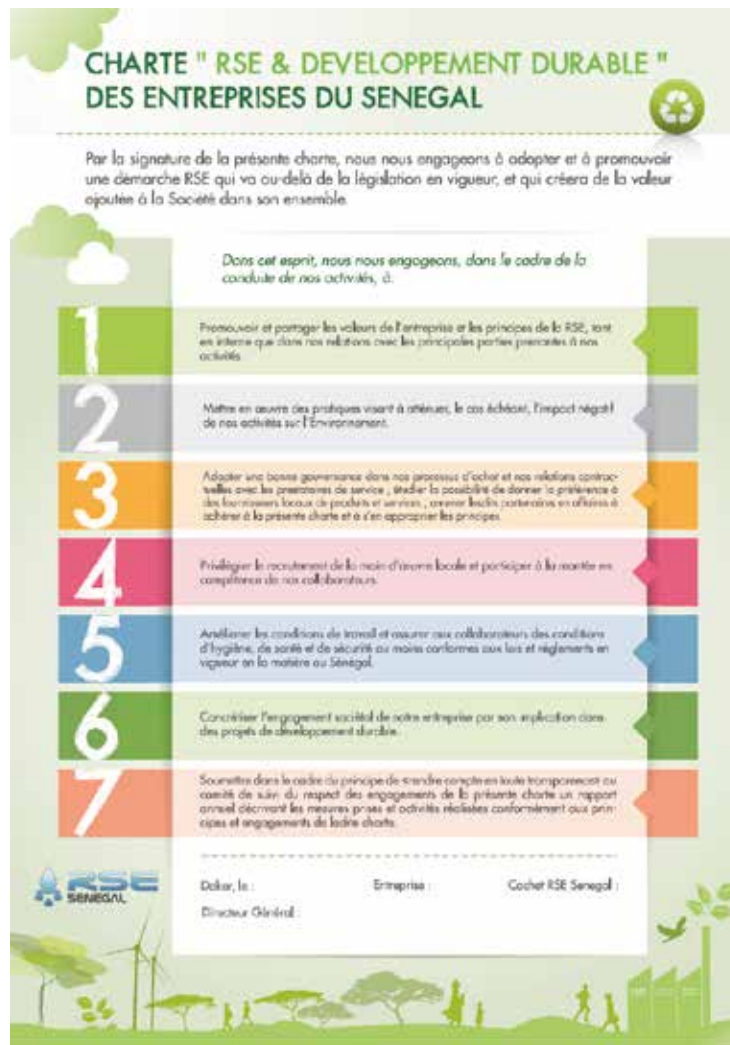 CHARTE " RSE & DEVELOPPEMENT DURABLE "
DES ENTREPRISES DU SENEGAL
Par la signature de la présente charte, nous nous engageons à adopter et à promouvoir
une démarche RSE qui va au-delà de la législation en vigueur, et qui créera de la valeur
ajoutée à la Société dans son ensemble.
Dans cet esprit, nous nous engageons, dans le cadre de la
conduite de nos activités, à:
1
Promouvoir et partager les valeurs de l'entreprise et les principes de la RSE, tant
en interne que dans nos relations avec les principales parties prenantes à nos
activités.
2
Mettre en œuvre des pratiques visant à atténuer, le cas échéant, l'impact négatif
de nos activités sur l'Environnement.
3
Adopter une bonne gouvernance dans nos processus d'achat et nos relations contrac-
tuelles avec les prestataires de service ; étudier la possibilité de donner la préférence à
des fournisseurs locaux de produits et services ; amener lesdits partenaires en affaires à
adhérer à la présente charte et à s'en approprier les principes.
4
Privilégier le recrutement de la main d'œuvre locale et participer à la montée en
compétence de nos collaborateurs.
5
Améliorer les conditions de travail et assurer aux collaborateurs des conditions
d'hygiène, de santé et de sécurité au moins conformes aux lois et règlements en
vigueur en la matière au Sénégal.
6
Concrétiser l'engagement sociétal de notre entreprise par son implication dans
des projets de développement durable.
7
Soumettre dans le cadre du principe de «rendre compte en toute transparence» au
comité de suivi du respect des engagements de la présente charte un rapport
annuel décrivant les mesures prises et activités réalisées conformément aux prin-
cipes et engagements de ladite charte.
RSE
SENEGAL
Dakar, le :
Entreprise :
Cachet RSE Senegal :
Directeur Général :